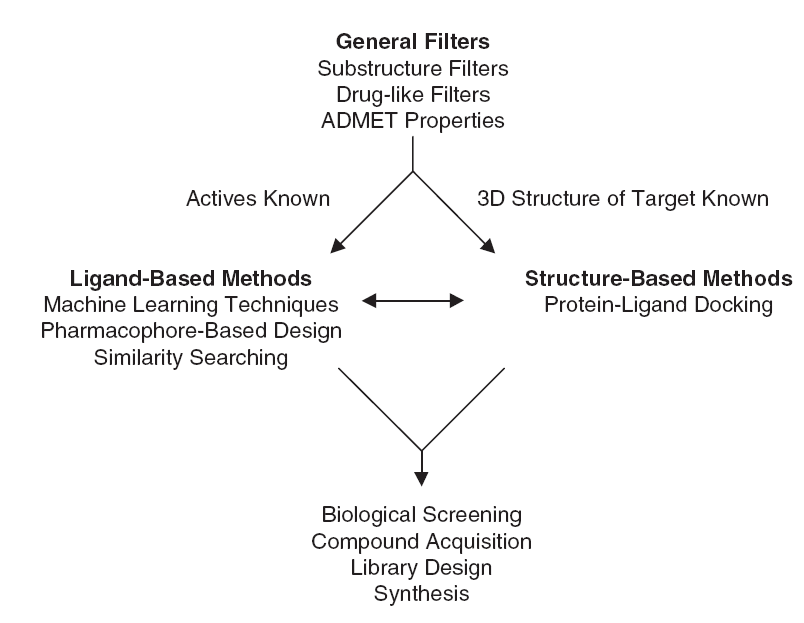 General Filters
Substructure Filters
Drug-like Filters
ADMET Properties
Actives Known
3D Structure of Target Known
Ligand-Based Methods
Machine Learning Techniques
Pharmacophore-Based Design
Similarity Searching
Structure-Based Methods
Protein-Ligand Docking
Biological Screening
Compound Acquisition
Library Design
Synthesis